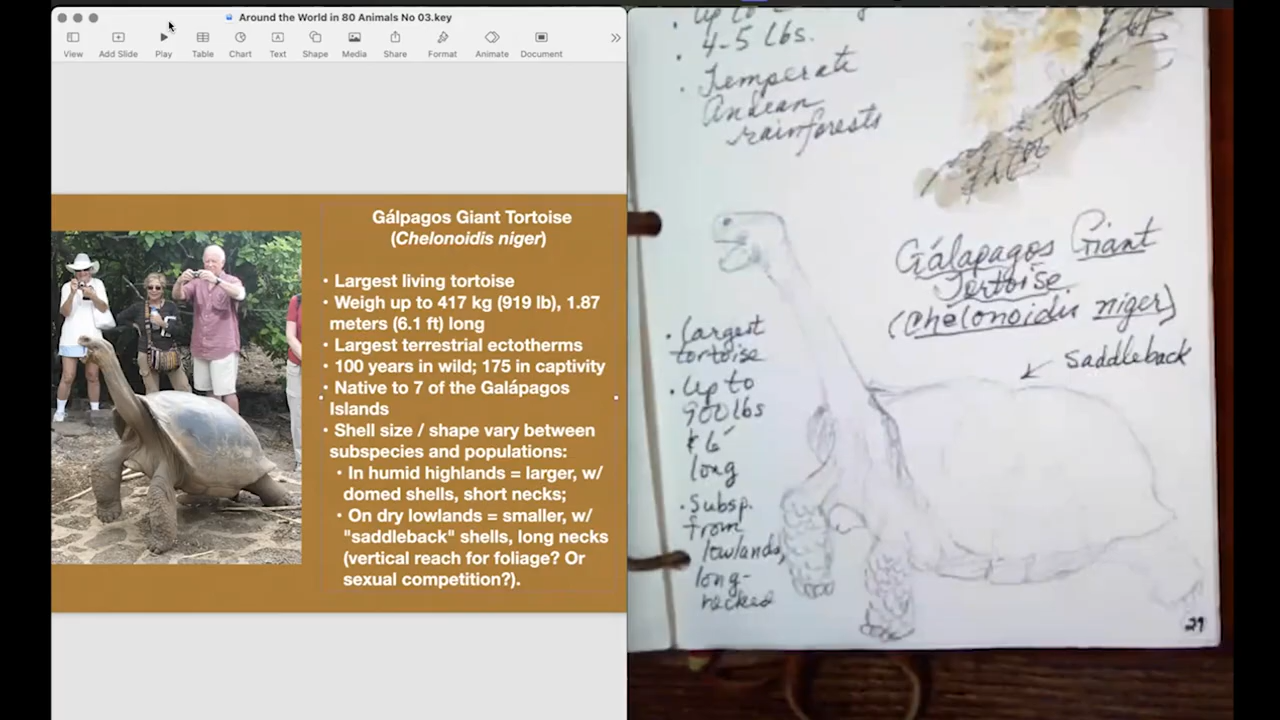 Around the World in 80 Animals No 03.key
View
Add Slide
Play
Table
Chart
Text
Shape
Media
Share
Format
Animate
Document
Gálpagos Giant Tortoise
(Chelonoidis niger)
• Largest living tortoise
• Weigh up to 417 kg (919 lb), 1.87
meters (6.1 ft) long
• Largest terrestrial ectotherms
• 100 years in wild; 175 in captivity
• Native to 7 of the Galápagos
Islands
• Shell size / shape vary between
subspecies and populations:
• In humid highlands = larger, w/
domed shells, short necks;
• On dry lowlands = smaller, w/
"saddleback" shells, long necks
(vertical reach for foliage? Or
sexual competition?).
• up to
4-5 lbs.
• Temperate
Andean
rainforests
Gálapagos Giant
Tortoise
(Chelonoidis niger)
saddleback
• largest
tortoise
• up to
900 lbs
& 6'
long
• Subsp.
from
lowlands,
long-
necked
29